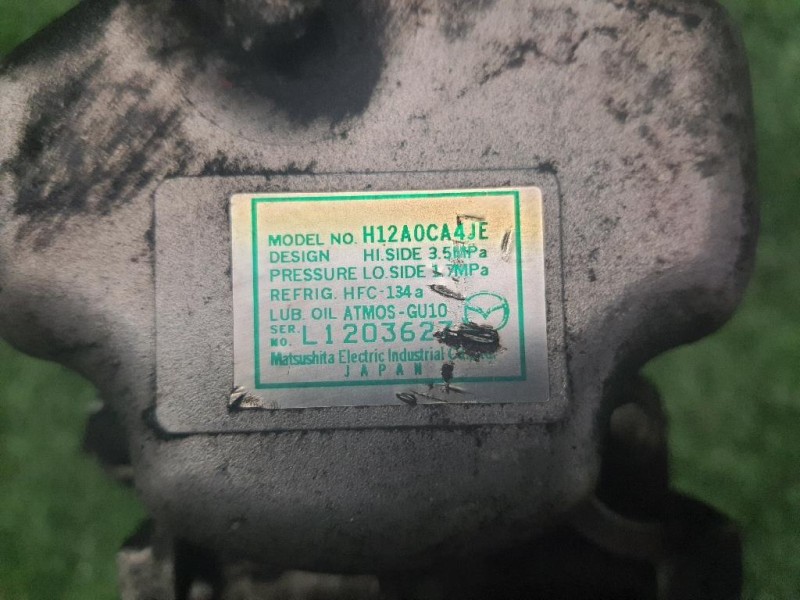 MODEL NO. H12A0CA4JE
DESIGN HI.SIDE 3.5MPa
PRESSURE LO.SIDE 1.7MPa
REFRIG. HFC-134a
LUB. OIL ATMOS-GU10
SER. NO. L1203627
Matsushita Electric Industrial
JAPAN